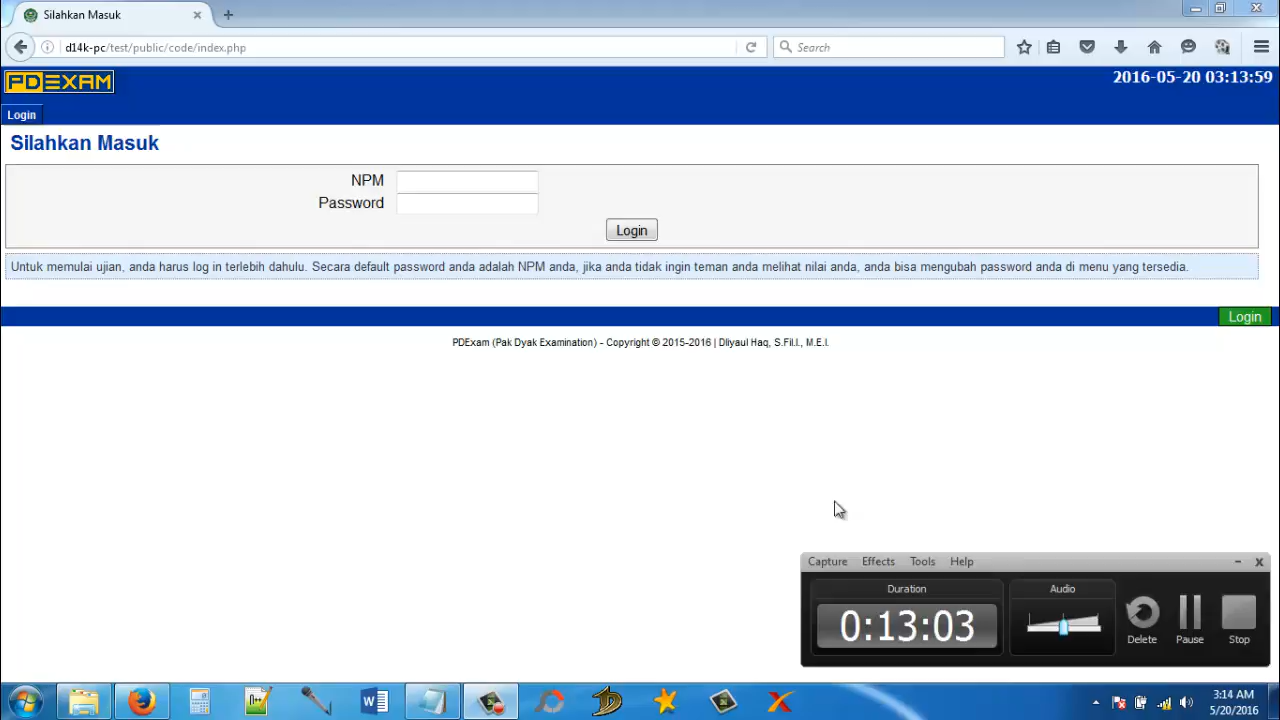 Silahkan Masuk
d14k-pc/test/public/code/index.php
Search
PDEXAM
2016-05-20 03:13:59
Login
Silahkan Masuk
NPM
Password
Login
Untuk memulai ujian, anda harus log in terlebih dahulu. Secara default password anda adalah NPM anda, jika anda tidak ingin teman anda melihat nilai anda, anda bisa mengubah password anda di menu yang tersedia.
Login
PDExam (Pak Dyak Examination) - Copyright © 2015-2016 | Dliyaul Haq, S.Fil.I., M.E.I.
Capture Effects Tools Help
Duration
Audio
0:13:03
Delete Pause Stop
3:14 AM
5/20/2016